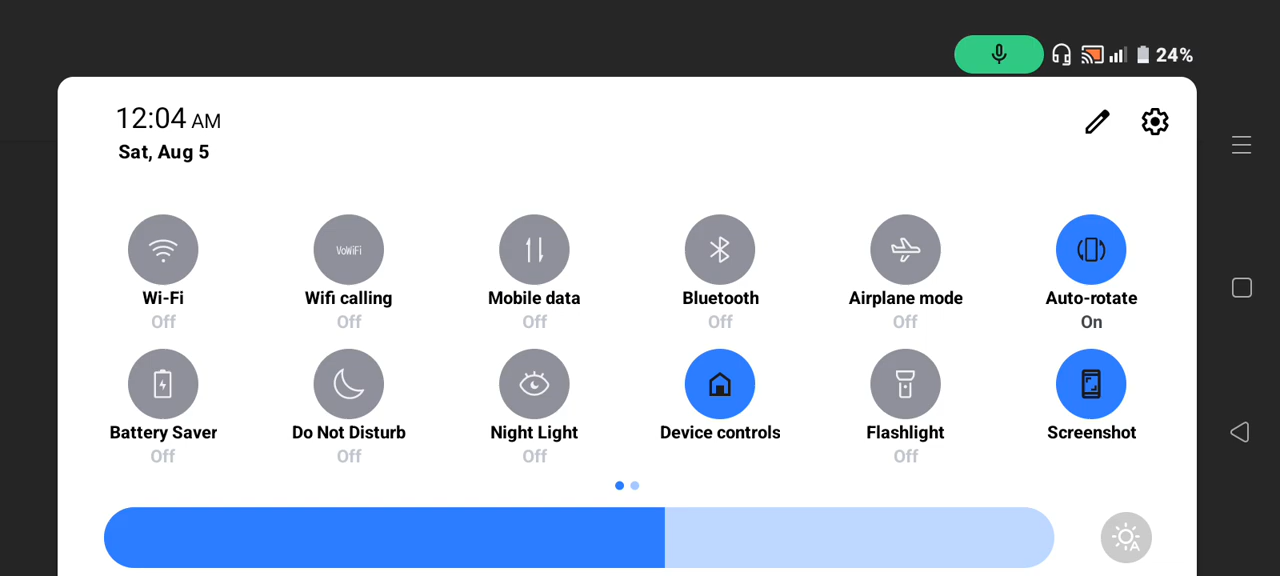 24%
12:04 AM
Sat, Aug 5
VoWiFi
Wi-Fi Wifi calling Mobile data Bluetooth Airplane mode Auto-rotate
Off Off Off Off Off On
Battery Saver Do Not Disturb Night Light Device controls Flashlight Screenshot
Off Off Off Off
A